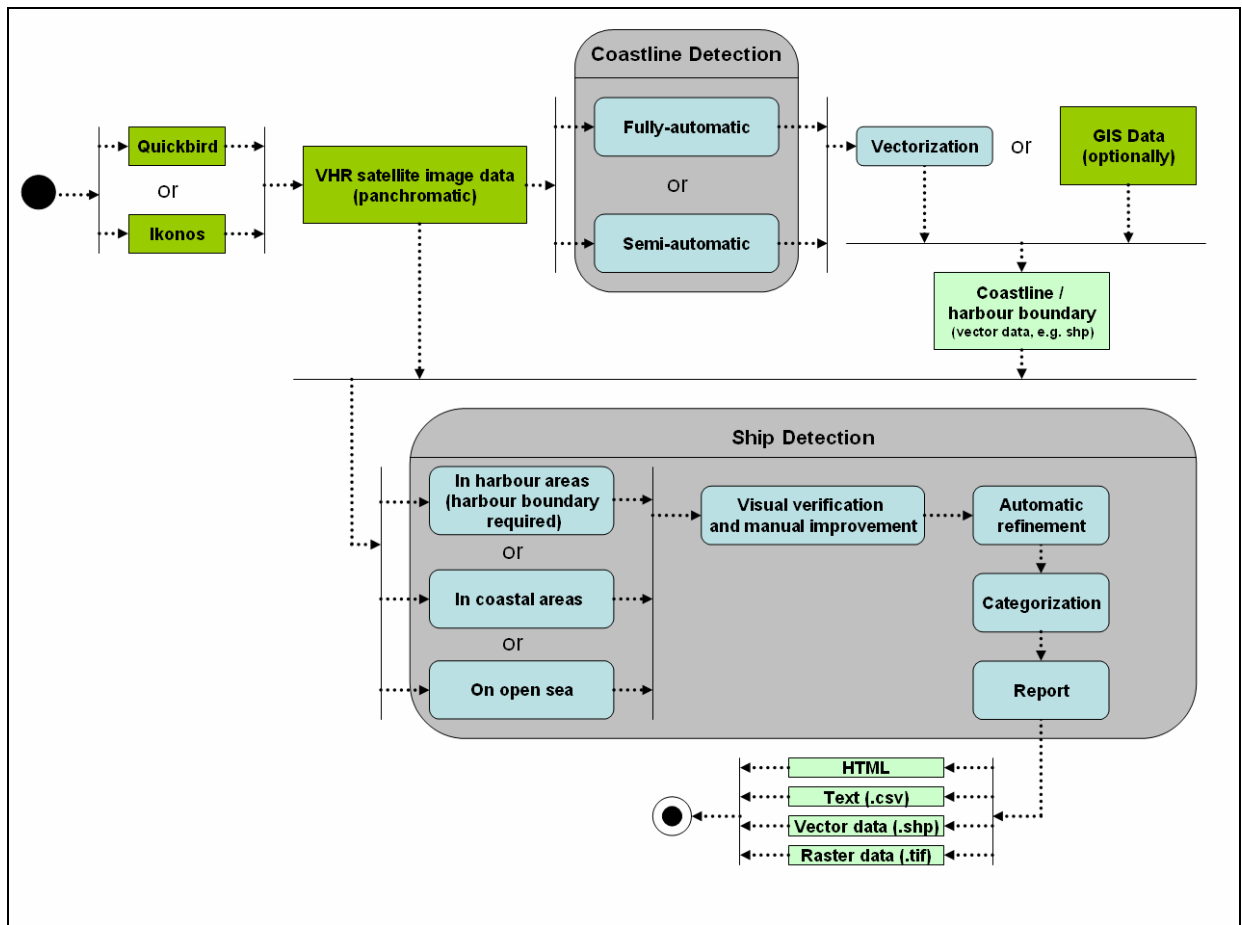 Coastline Detection
Quickbird
or
Ikonos
VHR satellite image data
(panchromatic)
Fully-automatic
or
Semi-automatic
Vectorization
or
GIS Data
(optionally)
Coastline /
harbour boundary
(vector data, e.g. shp)
Ship Detection
In harbour areas
(harbour boundary
required)
or
In coastal areas
or
On open sea
Visual verification
and manual improvement
Automatic
refinement
Categorization
Report
HTML
Text (.csv)
Vector data (.shp)
Raster data (.tif)